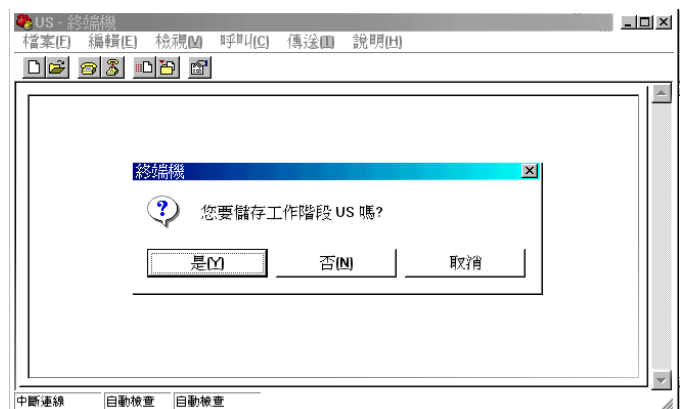 US - 終端機
檔案(F) 編輯(E) 檢視(V) 呼叫(C) 傳送(T) 說明(H)
終端機
您要儲存工作階段 US 嗎?
是(Y) 否(N) 取消
中斷連線 自動檢查 自動檢查